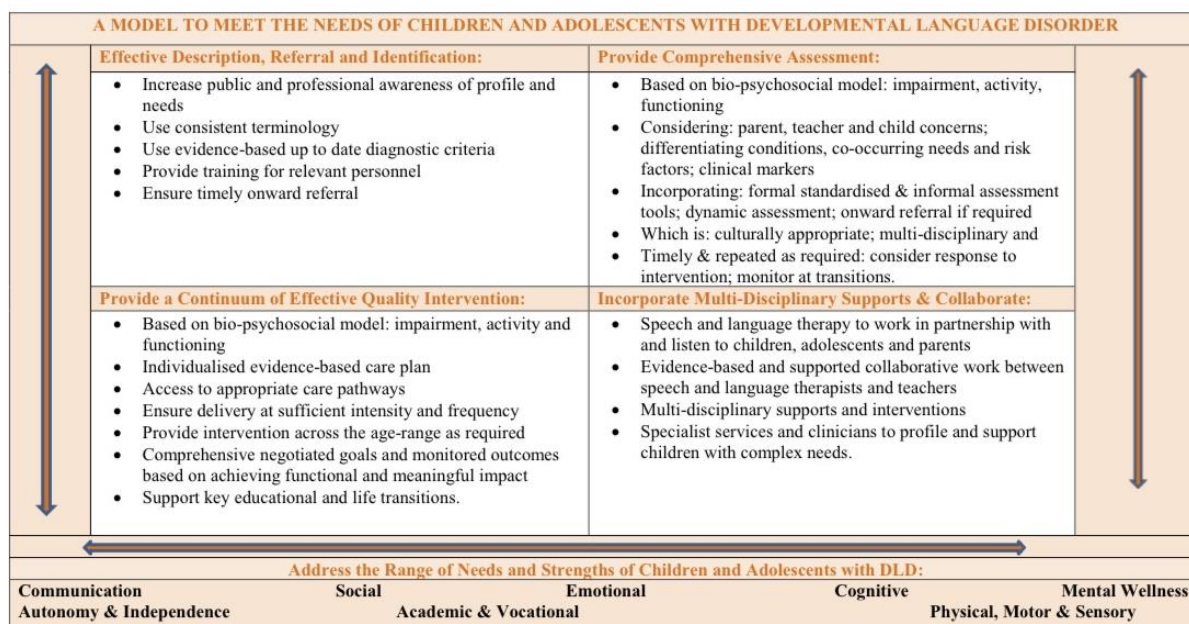 A MODEL TO MEET THE NEEDS OF CHILDREN AND ADOLESCENTS WITH DEVELOPMENTAL LANGUAGE DISORDER
Effective Description, Referral and Identification:
• Increase public and professional awareness of profile and
needs
• Use consistent terminology
• Use evidence-based up to date diagnostic criteria
• Provide training for relevant personnel
• Ensure timely onward referral
Provide Comprehensive Assessment:
• Based on bio-psychosocial model: impairment, activity,
functioning
• Considering: parent, teacher and child concerns;
differentiating conditions, co-occurring needs and risk
factors; clinical markers
• Incorporating: formal standardised & informal assessment
tools; dynamic assessment; onward referral if required
• Which is: culturally appropriate; multi-disciplinary and
• Timely & repeated as required: consider response to
intervention; monitor at transitions.
Provide a Continuum of Effective Quality Intervention:
• Based on bio-psychosocial model: impairment, activity and
functioning
• Individualised evidence-based care plan
• Access to appropriate care pathways
• Ensure delivery at sufficient intensity and frequency
• Provide intervention across the age-range as required
• Comprehensive negotiated goals and monitored outcomes
based on achieving functional and meaningful impact
• Support key educational and life transitions.
Incorporate Multi-Disciplinary Supports & Collaborate:
• Speech and language therapy to work in partnership with
and listen to children, adolescents and parents
• Evidence-based and supported collaborative work between
speech and language therapists and teachers
• Multi-disciplinary supports and interventions
• Specialist services and clinicians to profile and support
children with complex needs.
Address the Range of Needs and Strengths of Children and Adolescents with DLD:
Communication Social Emotional Cognitive Mental Wellness
Autonomy & Independence Academic & Vocational Physical, Motor & Sensory